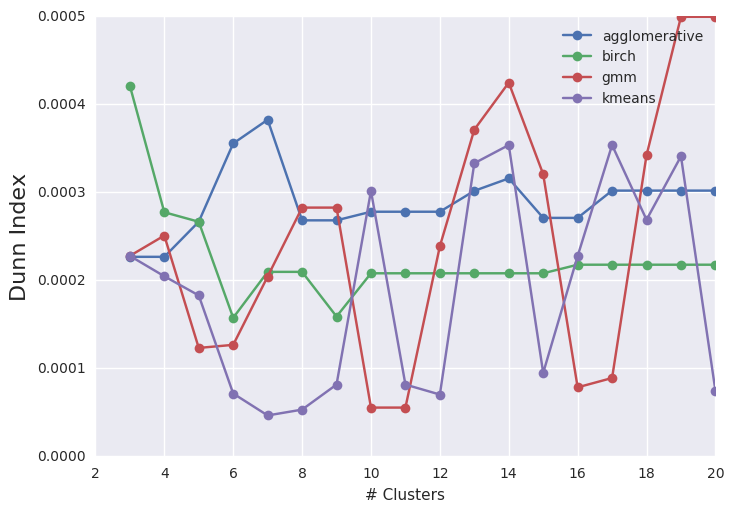 0.0005
0.0004
0.0003
0.0002
0.0001
0.0000
Dunn Index
agglomerative
birch
gmm
kmeans
2 4 6 8 10 12 14 16 18 20
# Clusters